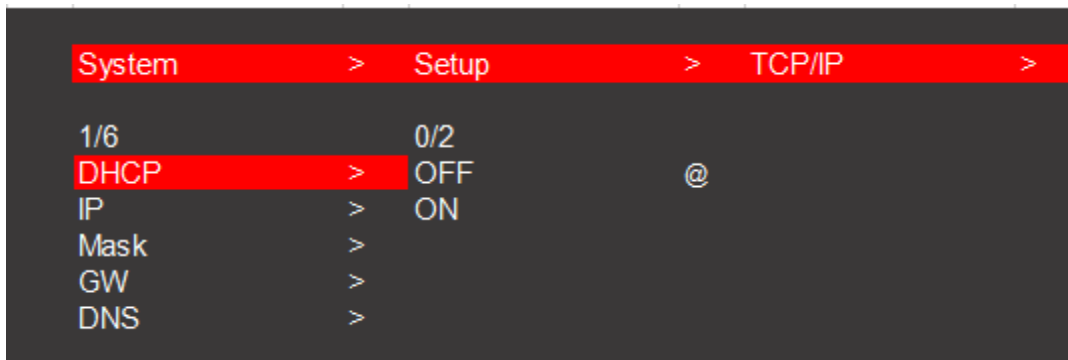 System > Setup > TCP/IP >
1/6 0/2
DHCP > OFF @
IP > ON
Mask >
GW >
DNS >